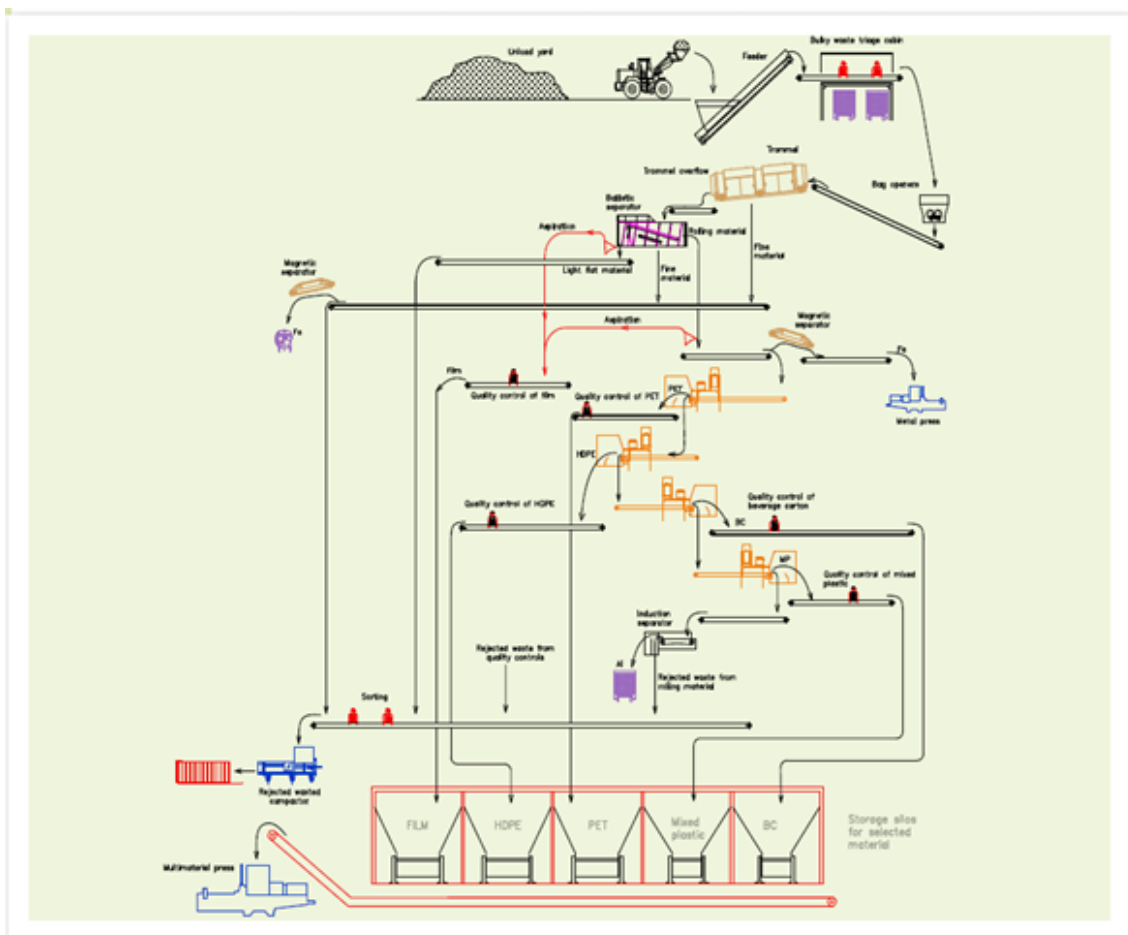 Unload yard
Feeder
Bulky waste triage cabin
Trommel
Trommel overflow
Bag openers
Ballistic
separator
Aspiration
Rolling material
Fine
material
Light flat material
Fine
material
Magnetic
separator
Fe
Aspiration
Magnetic
separator
Fe
Film
PET
Quality control of film
Quality control of PET
Metal press
HDPE
Quality control of HDPE
Quality control of
beverage carton
BC
MP
Quality control of mixed
plastic
Induction
separator
Rejected waste from
quality controls
Al
Rejected waste from
rolling material
Sorting
Rejected wasted
compactor
FILM
HDPE
PET
Mixed
plastic
BC
Storage silos
for selected
material
Multimaterial press